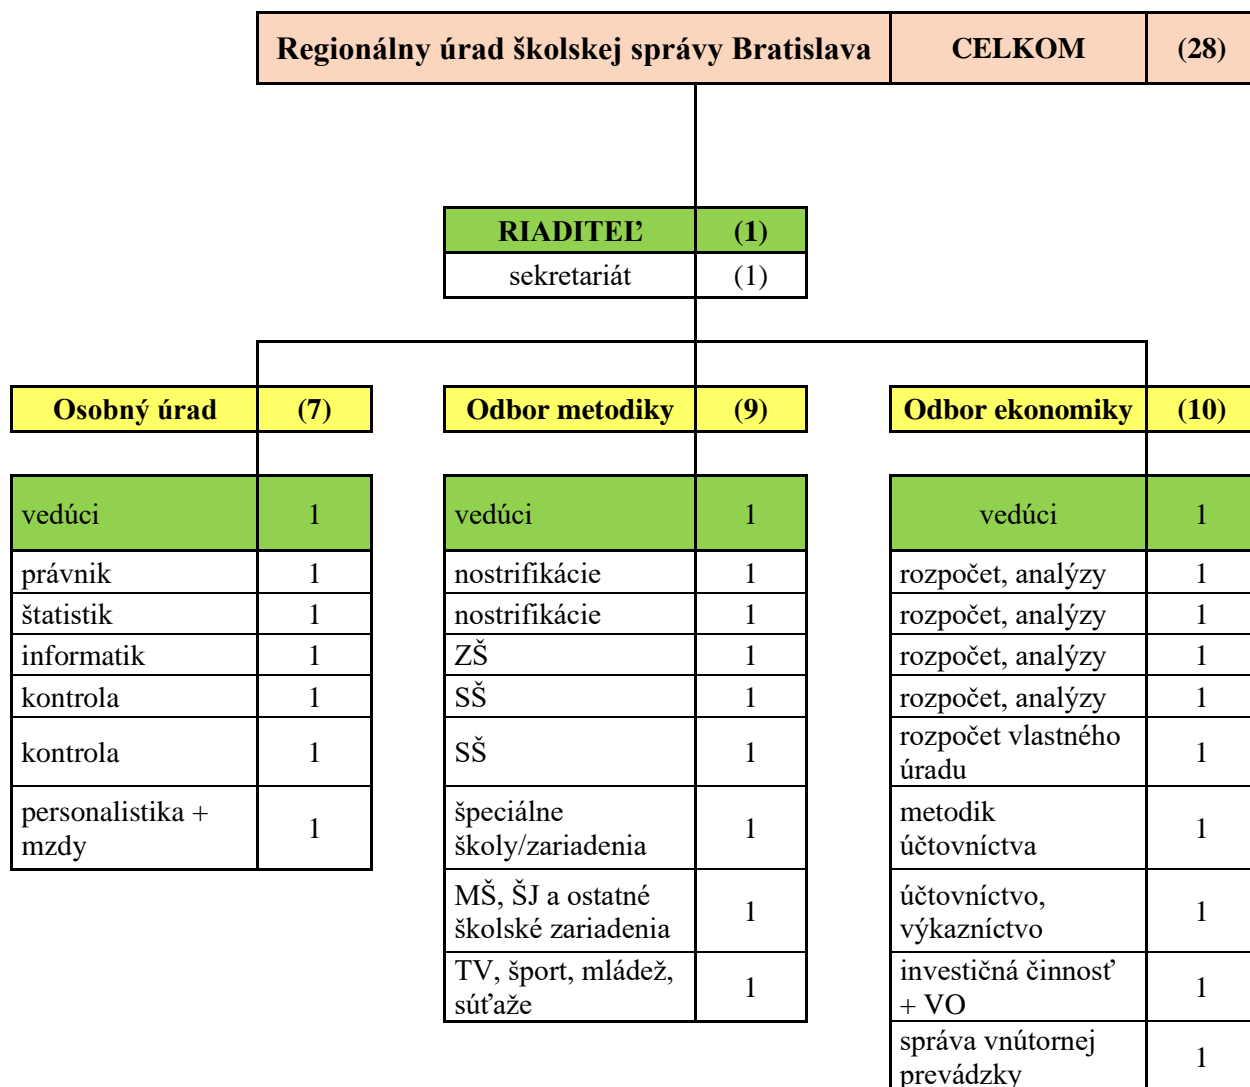 Regionálny úrad školskej správy Bratislava CELKOM (28)
RIADITEĽ (1)
sekretariát (1)
Osobný úrad (7)
vedúci 1
právnik 1
štatistik 1
informatik 1
kontrola 1
kontrola 1
personalistika +
mzdy 1
Odbor metodiky (9)
vedúci 1
nostrifikácie 1
nostrifikácie 1
ZŠ 1
SŠ 1
SŠ 1
špeciálne
školy/zariadenia 1
MŠ, ŠJ a ostatné
školské zariadenia 1
TV, šport, mládež,
súťaže 1
Odbor ekonomiky (10)
vedúci 1
rozpočet, analýzy 1
rozpočet, analýzy 1
rozpočet, analýzy 1
rozpočet, analýzy 1
rozpočet vlastného
úradu 1
metodik
účtovníctva 1
účtovníctvo,
výkazníctvo 1
investičná činnosť
+ VO 1
správa vnútornej
prevádzky 1